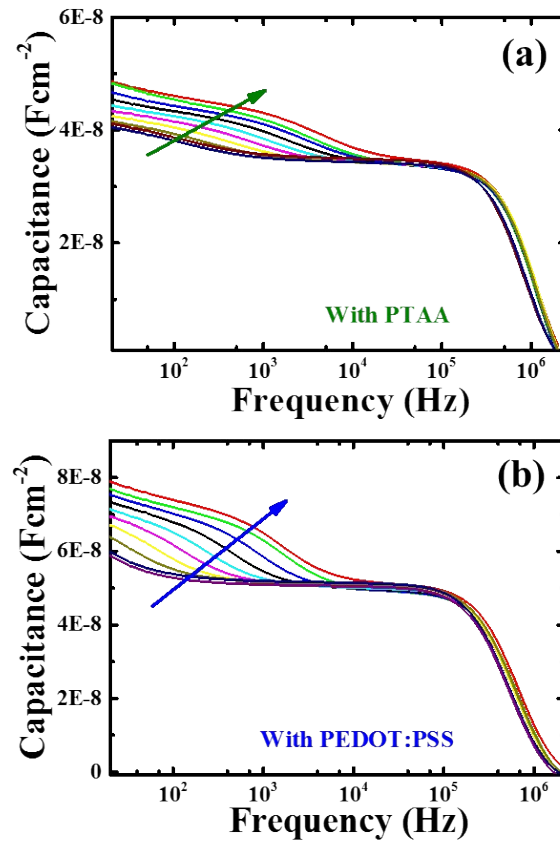 (a)
6E-8
4E-8
2E-8
Capacitance (Fcm⁻²)
With PTAA
10² 10³ 10⁴ 10⁵ 10⁶
Frequency (Hz)
(b)
8E-8
6E-8
4E-8
2E-8
0
Capacitance (Fcm⁻²)
With PEDOT:PSS
10² 10³ 10⁴ 10⁵ 10⁶
Frequency (Hz)